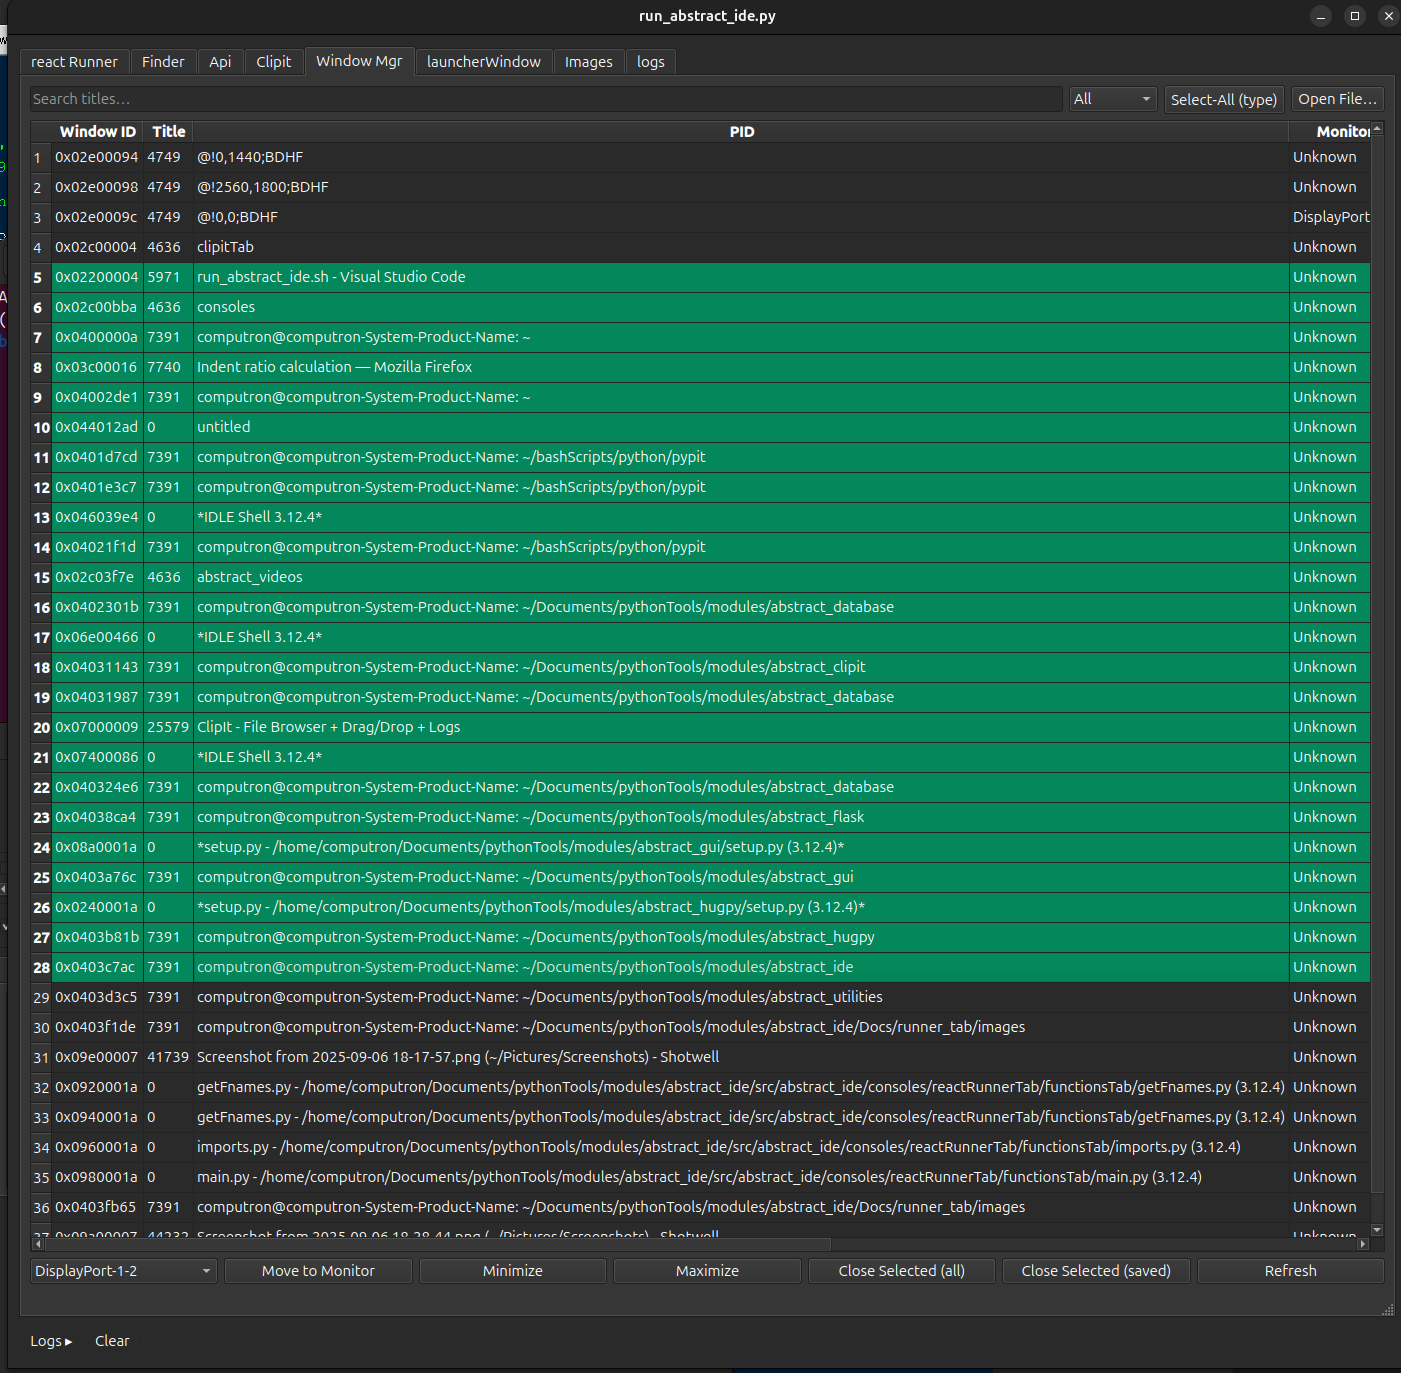 run_abstract_ide.py
react Runner Finder Api Clipit Window Mgr launcherWindow Images logs
Search titles… All Select-All (type) Open File…
Window ID Title PID Monitor
1 0x02e00094 4749 @!0,1440;BDHF Unknown
2 0x02e00098 4749 @!2560,1800;BDHF Unknown
3 0x02e0009c 4749 @!0,0;BDHF DisplayPort
4 0x02c00004 4636 clipitTab Unknown
5 0x02200004 5971 run_abstract_ide.sh - Visual Studio Code Unknown
6 0x02c00bba 4636 consoles Unknown
7 0x0400000a 7391 computron@computron-System-Product-Name: ~ Unknown
8 0x03c00016 7740 Indent ratio calculation — Mozilla Firefox Unknown
9 0x04002de1 7391 computron@computron-System-Product-Name: ~ Unknown
10 0x044012ad 0 untitled Unknown
11 0x0401d7cd 7391 computron@computron-System-Product-Name: ~/bashScripts/python/pypit Unknown
12 0x0401e3c7 7391 computron@computron-System-Product-Name: ~/bashScripts/python/pypit Unknown
13 0x046039e4 0 *IDLE Shell 3.12.4* Unknown
14 0x04021f1d 7391 computron@computron-System-Product-Name: ~/bashScripts/python/pypit Unknown
15 0x02c03f7e 4636 abstract_videos Unknown
16 0x0402301b 7391 computron@computron-System-Product-Name: ~/Documents/pythonTools/modules/abstract_database Unknown
17 0x06e00466 0 *IDLE Shell 3.12.4* Unknown
18 0x04031143 7391 computron@computron-System-Product-Name: ~/Documents/pythonTools/modules/abstract_clipit Unknown
19 0x04031987 7391 computron@computron-System-Product-Name: ~/Documents/pythonTools/modules/abstract_database Unknown
20 0x07000009 25579 ClipIt - File Browser + Drag/Drop + Logs Unknown
21 0x07400086 0 *IDLE Shell 3.12.4* Unknown
22 0x040324e6 7391 computron@computron-System-Product-Name: ~/Documents/pythonTools/modules/abstract_database Unknown
23 0x04038ca4 7391 computron@computron-System-Product-Name: ~/Documents/pythonTools/modules/abstract_flask Unknown
24 0x08a0001a 0 *setup.py - /home/computron/Documents/pythonTools/modules/abstract_gui/setup.py (3.12.4)* Unknown
25 0x0403a76c 7391 computron@computron-System-Product-Name: ~/Documents/pythonTools/modules/abstract_gui Unknown
26 0x0240001a 0 *setup.py - /home/computron/Documents/pythonTools/modules/abstract_hugpy/setup.py (3.12.4)* Unknown
27 0x0403b81b 7391 computron@computron-System-Product-Name: ~/Documents/pythonTools/modules/abstract_hugpy Unknown
28 0x0403c7ac 7391 computron@computron-System-Product-Name: ~/Documents/pythonTools/modules/abstract_ide Unknown
29 0x0403d3c5 7391 computron@computron-System-Product-Name: ~/Documents/pythonTools/modules/abstract_utilities Unknown
30 0x0403f1de 7391 computron@computron-System-Product-Name: ~/Documents/pythonTools/modules/abstract_ide/Docs/runner_tab/images Unknown
31 0x09e00007 41739 Screenshot from 2025-09-06 18-17-57.png (~/Pictures/Screenshots) - Shotwell Unknown
32 0x0920001a 0 getFnames.py - /home/computron/Documents/pythonTools/modules/abstract_ide/src/abstract_ide/consoles/reactRunnerTab/functionsTab/getFnames.py (3.12.4) Unknown
33 0x0940001a 0 getFnames.py - /home/computron/Documents/pythonTools/modules/abstract_ide/src/abstract_ide/consoles/reactRunnerTab/functionsTab/getFnames.py (3.12.4) Unknown
34 0x0960001a 0 imports.py - /home/computron/Documents/pythonTools/modules/abstract_ide/src/abstract_ide/consoles/reactRunnerTab/functionsTab/imports.py (3.12.4) Unknown
35 0x0980001a 0 main.py - /home/computron/Documents/pythonTools/modules/abstract_ide/src/abstract_ide/consoles/reactRunnerTab/functionsTab/main.py (3.12.4) Unknown
36 0x0403fb65 7391 computron@computron-System-Product-Name: ~/Documents/pythonTools/modules/abstract_ide/Docs/runner_tab/images Unknown
37 0x09a00007 44232 Screenshot from 2025-09-06 18-28-44.png (~/Pictures/Screenshots) - Shotwell Unknown
DisplayPort-1-2 Move to Monitor Minimize Maximize Close Selected (all) Close Selected (saved) Refresh
Logs ▸ Clear